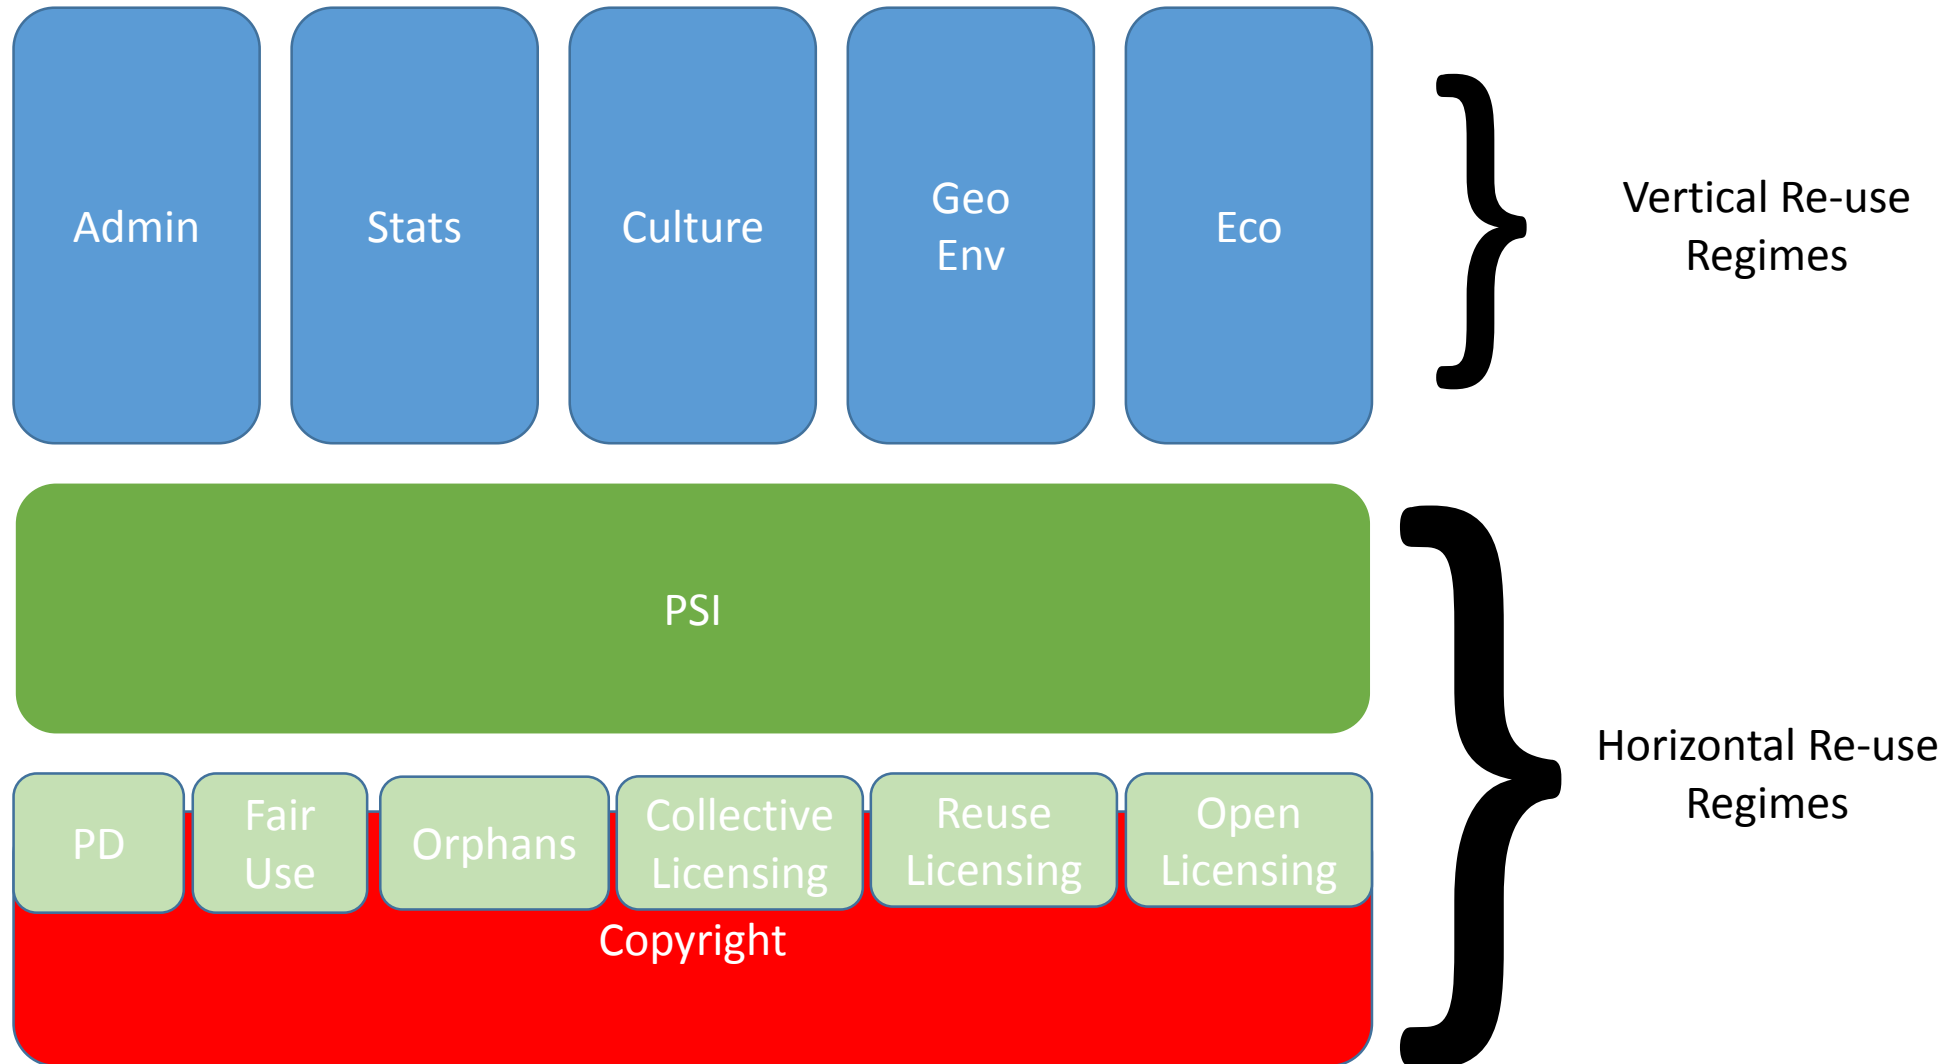 Admin
Stats
Culture
Geo
Env
Eco
Vertical Re-use
Regimes
PSI
Horizontal Re-use
Regimes
PD
Fair
Use
Orphans
Collective
Licensing
Reuse
Licensing
Open
Licensing
Copyright